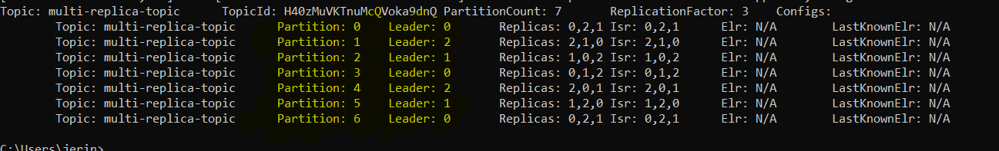 Topic: multi-replica-topic TopicId: H40zMuVKTnuMcQVoka9dnQ PartitionCount: 7 ReplicationFactor: 3 Configs:
Topic: multi-replica-topic Partition: 0 Leader: 0 Replicas: 0,2,1 Isr: 0,2,1 Elr: N/A LastKnownElr: N/A
Topic: multi-replica-topic Partition: 1 Leader: 2 Replicas: 2,1,0 Isr: 2,1,0 Elr: N/A LastKnownElr: N/A
Topic: multi-replica-topic Partition: 2 Leader: 1 Replicas: 1,0,2 Isr: 1,0,2 Elr: N/A LastKnownElr: N/A
Topic: multi-replica-topic Partition: 3 Leader: 0 Replicas: 0,1,2 Isr: 0,1,2 Elr: N/A LastKnownElr: N/A
Topic: multi-replica-topic Partition: 4 Leader: 2 Replicas: 2,0,1 Isr: 2,0,1 Elr: N/A LastKnownElr: N/A
Topic: multi-replica-topic Partition: 5 Leader: 1 Replicas: 1,2,0 Isr: 1,2,0 Elr: N/A LastKnownElr: N/A
Topic: multi-replica-topic Partition: 6 Leader: 0 Replicas: 0,2,1 Isr: 0,2,1 Elr: N/A LastKnownElr: N/A
C:\Users\jerin>